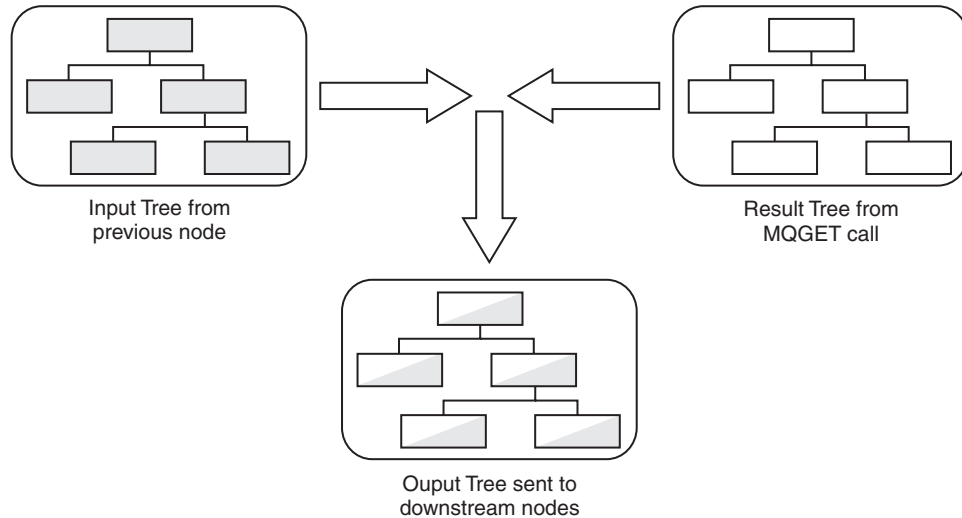 Input Tree from
previous node
Result Tree from
MQGET call
Ouput Tree sent to
downstream nodes